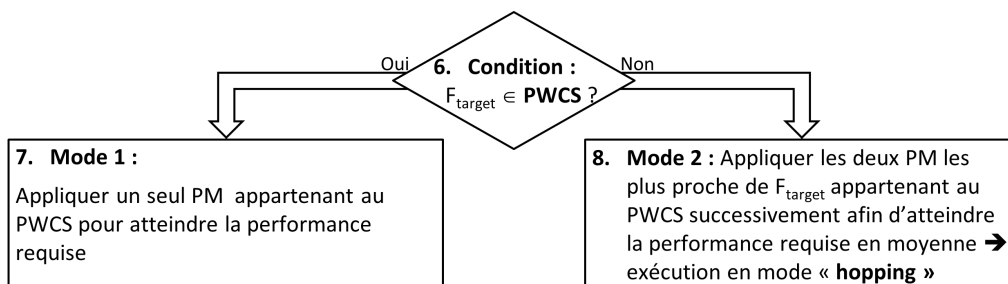 Oui
6. Condition :
Non
F_target ∈ PWCS ?
7. Mode 1 :
Appliquer un seul PM appartenant au
PWCS pour atteindre la performance
requise
8. Mode 2 : Appliquer les deux PM les
plus proche de F_target appartenant au
PWCS successivement afin d’atteindre
la performance requise en moyenne ➔
exécution en mode « hopping »